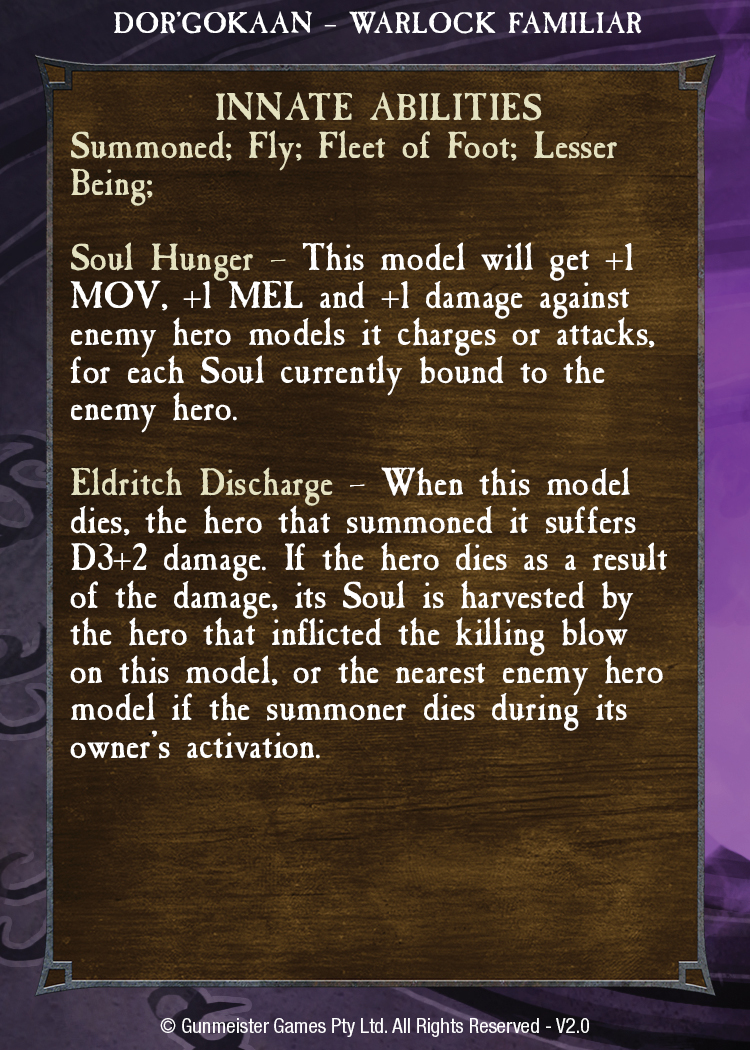 DOR'GOKAAN – WARLOCK FAMILIAR
INNATE ABILITIES
Summoned; Fly; Fleet of Foot; Lesser
Being;
Soul Hunger – This model will get +1
MOV, +1 MEL and +1 damage against
enemy hero models it charges or attacks,
for each Soul currently bound to the
enemy hero.
Eldritch Discharge – When this model
dies, the hero that summoned it suffers
D3+2 damage. If the hero dies as a result
of the damage, its Soul is harvested by
the hero that inflicted the killing blow
on this model, or the nearest enemy hero
model if the summoner dies during its
owner's activation.
© Gunmeister Games Pty Ltd. All Rights Reserved - V2.0